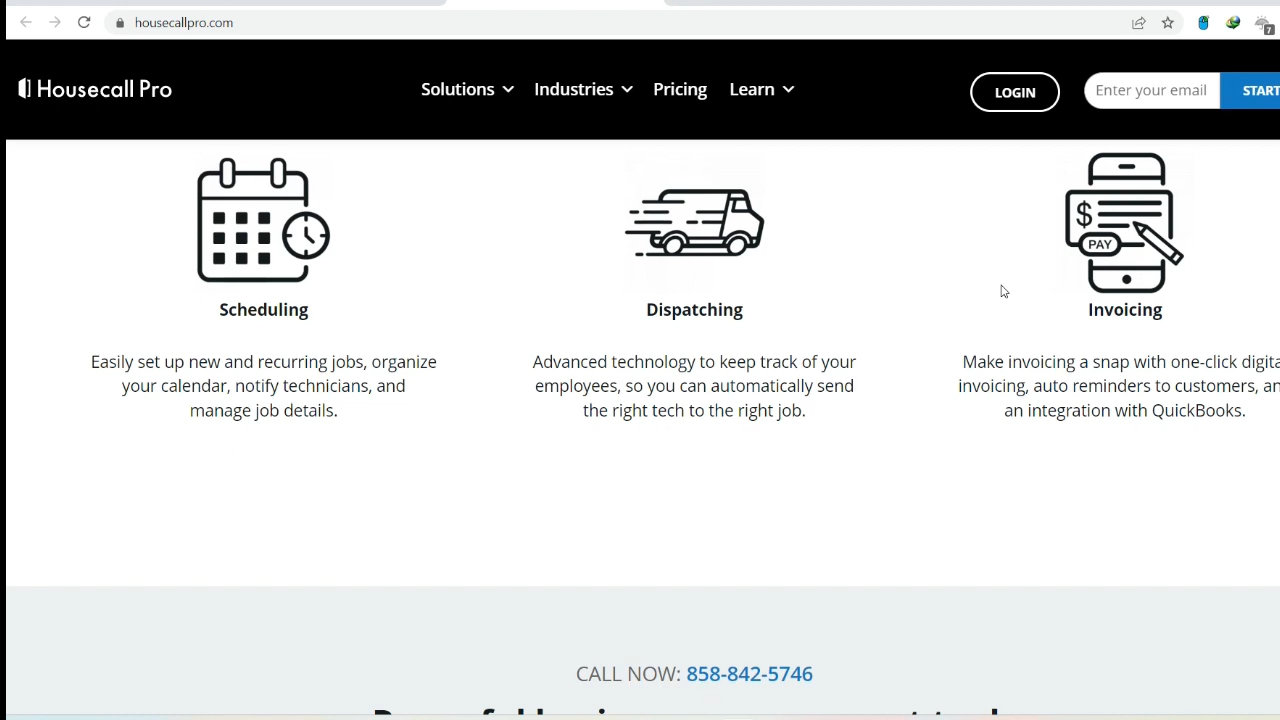 housecallpro.com
7
Housecall Pro
Solutions
Industries
Pricing
Learn
LOGIN
Enter your email
START
$
PAY
Scheduling
Dispatching
Invoicing
Easily set up new and recurring jobs, organize
your calendar, notify technicians, and
manage job details.
Advanced technology to keep track of your
employees, so you can automatically send
the right tech to the right job.
Make invoicing a snap with one-click digita
invoicing, auto reminders to customers, an
an integration with QuickBooks.
CALL NOW: 858-842-5746